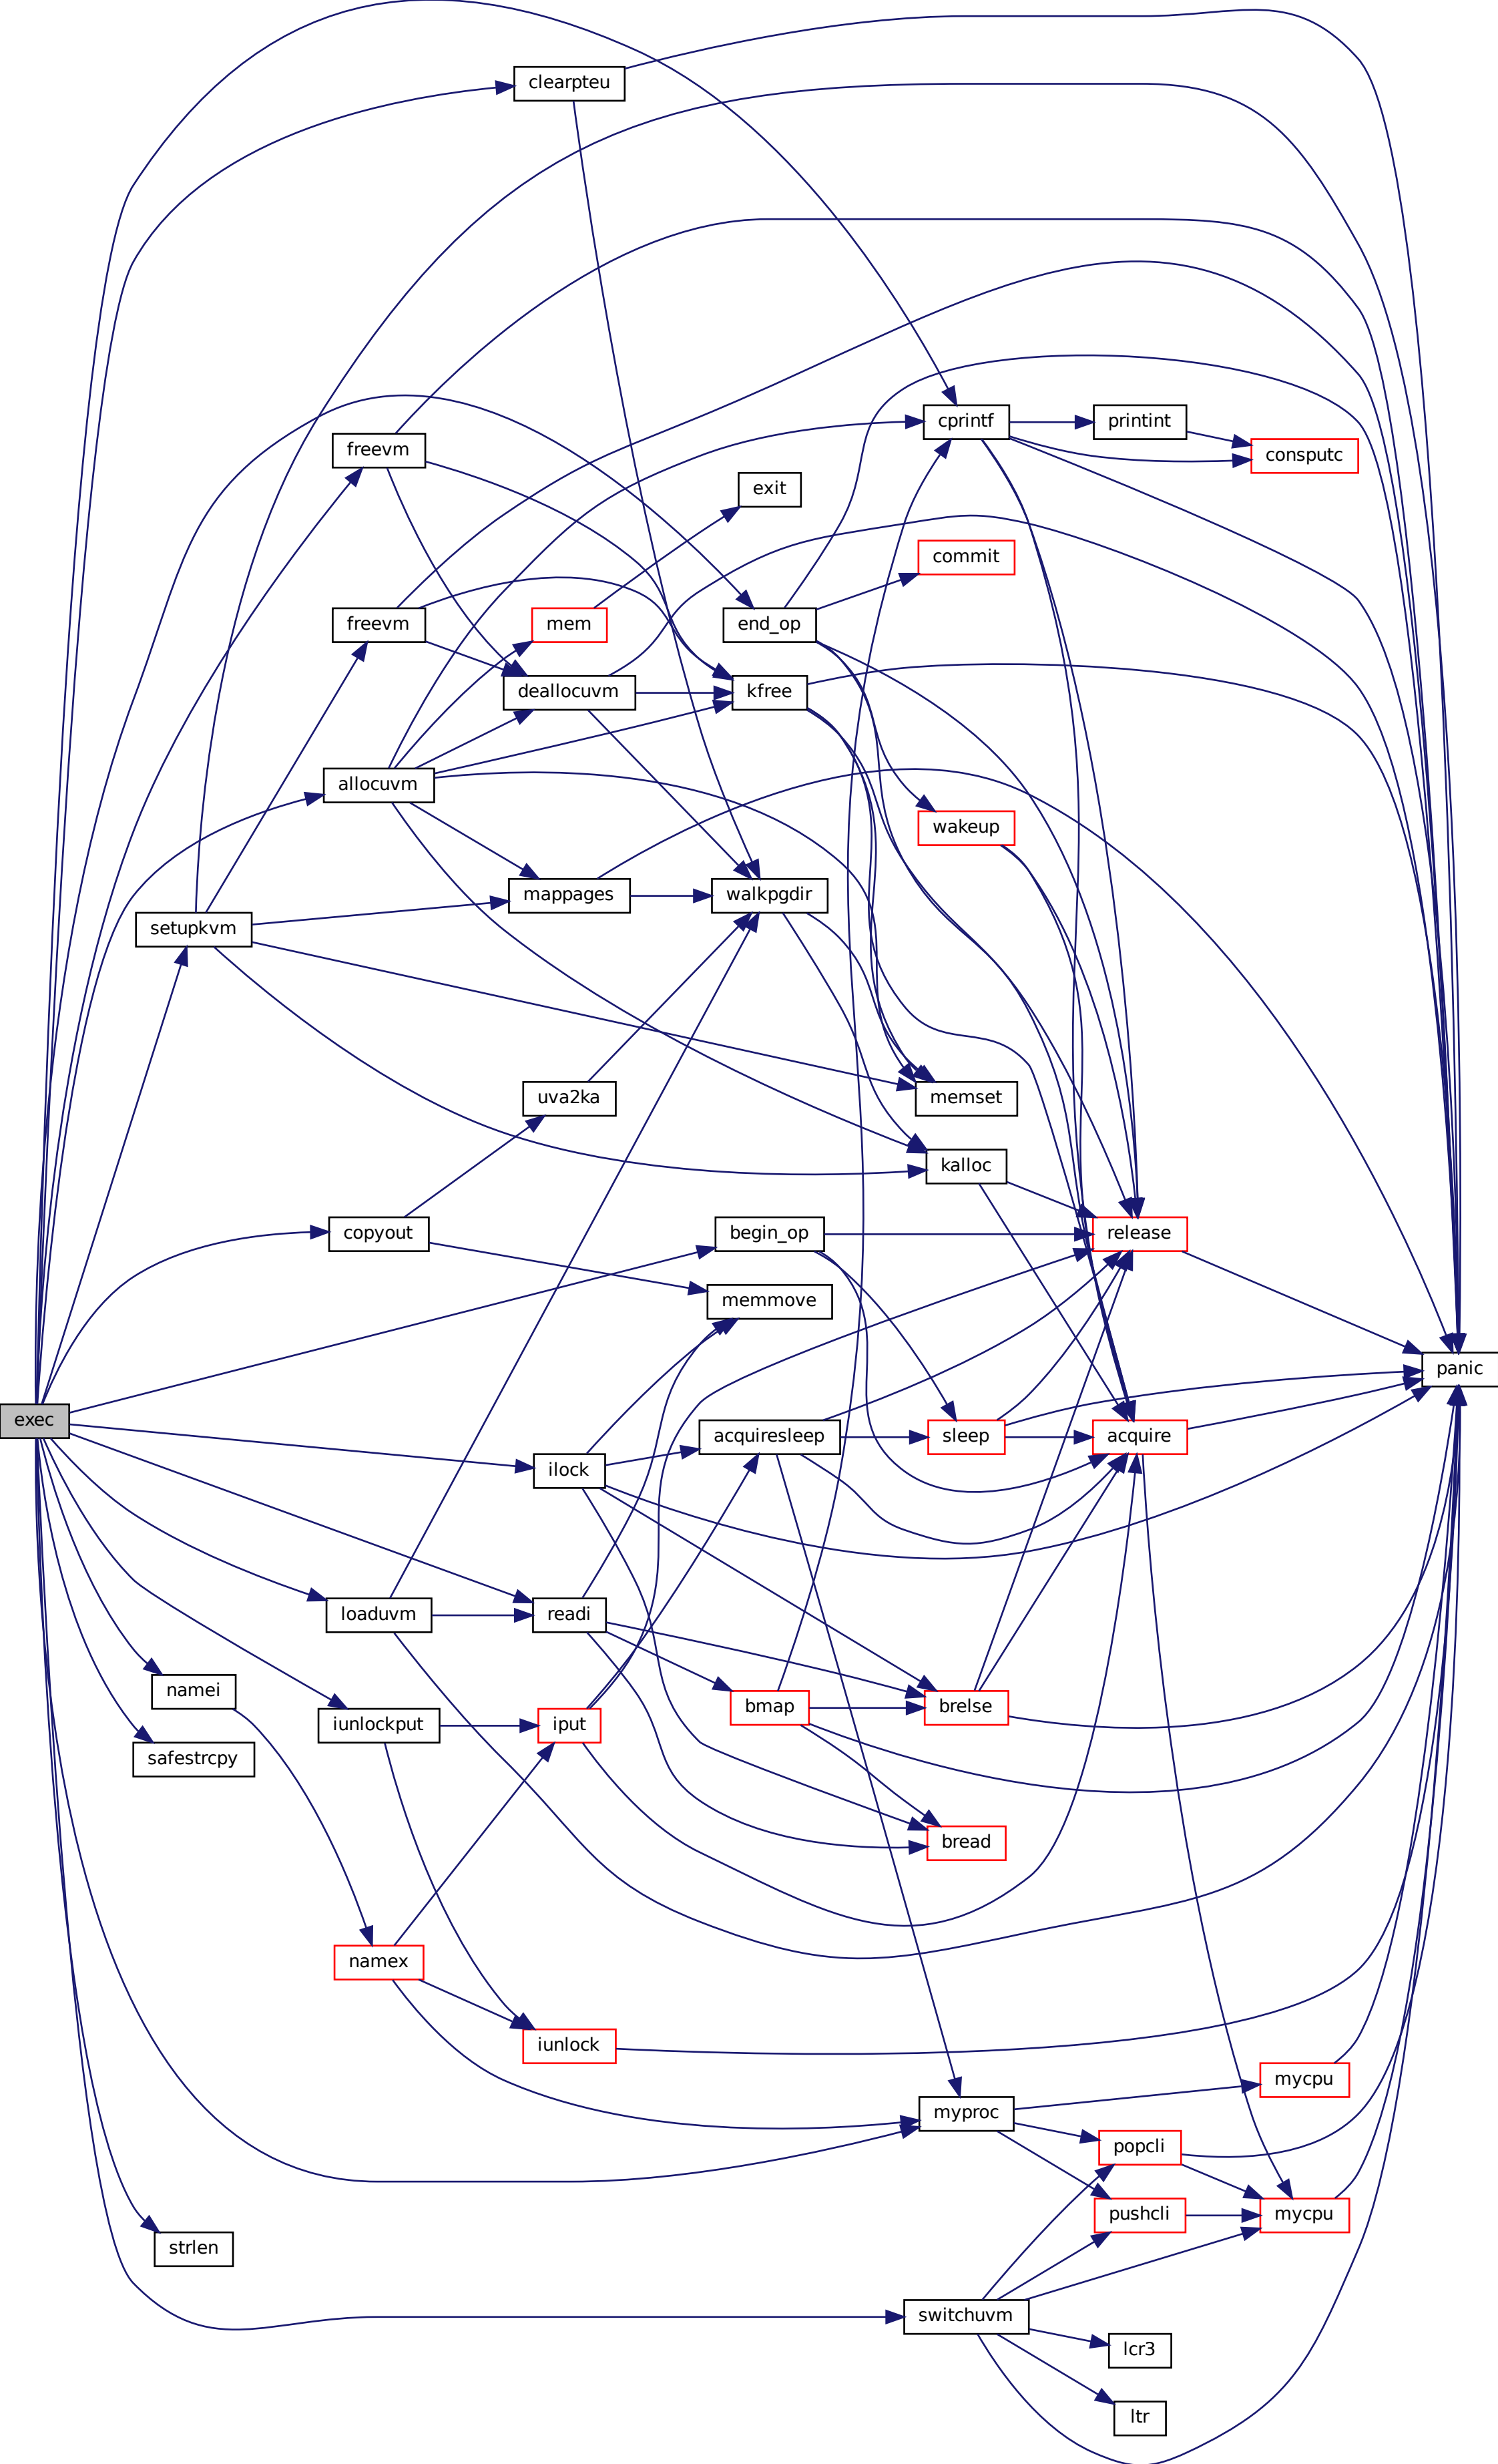 clearpteu
cprintf
printint
freevm
consputc
exit
commit
freevm
mem
end_op
deallocuvm
kfree
allocuvm
wakeup
mappages
walkpgdir
setupkvm
uva2ka
memset
kalloc
copyout
begin_op
release
memmove
panic
exec
acquiresleep
sleep
acquire
ilock
loaduvm
readi
namei
bmap
brelse
iunlockput
iput
safestrcpy
bread
namex
iunlock
mycpu
myproc
popcli
pushcli
mycpu
strlen
switchuvm
lcr3
ltr